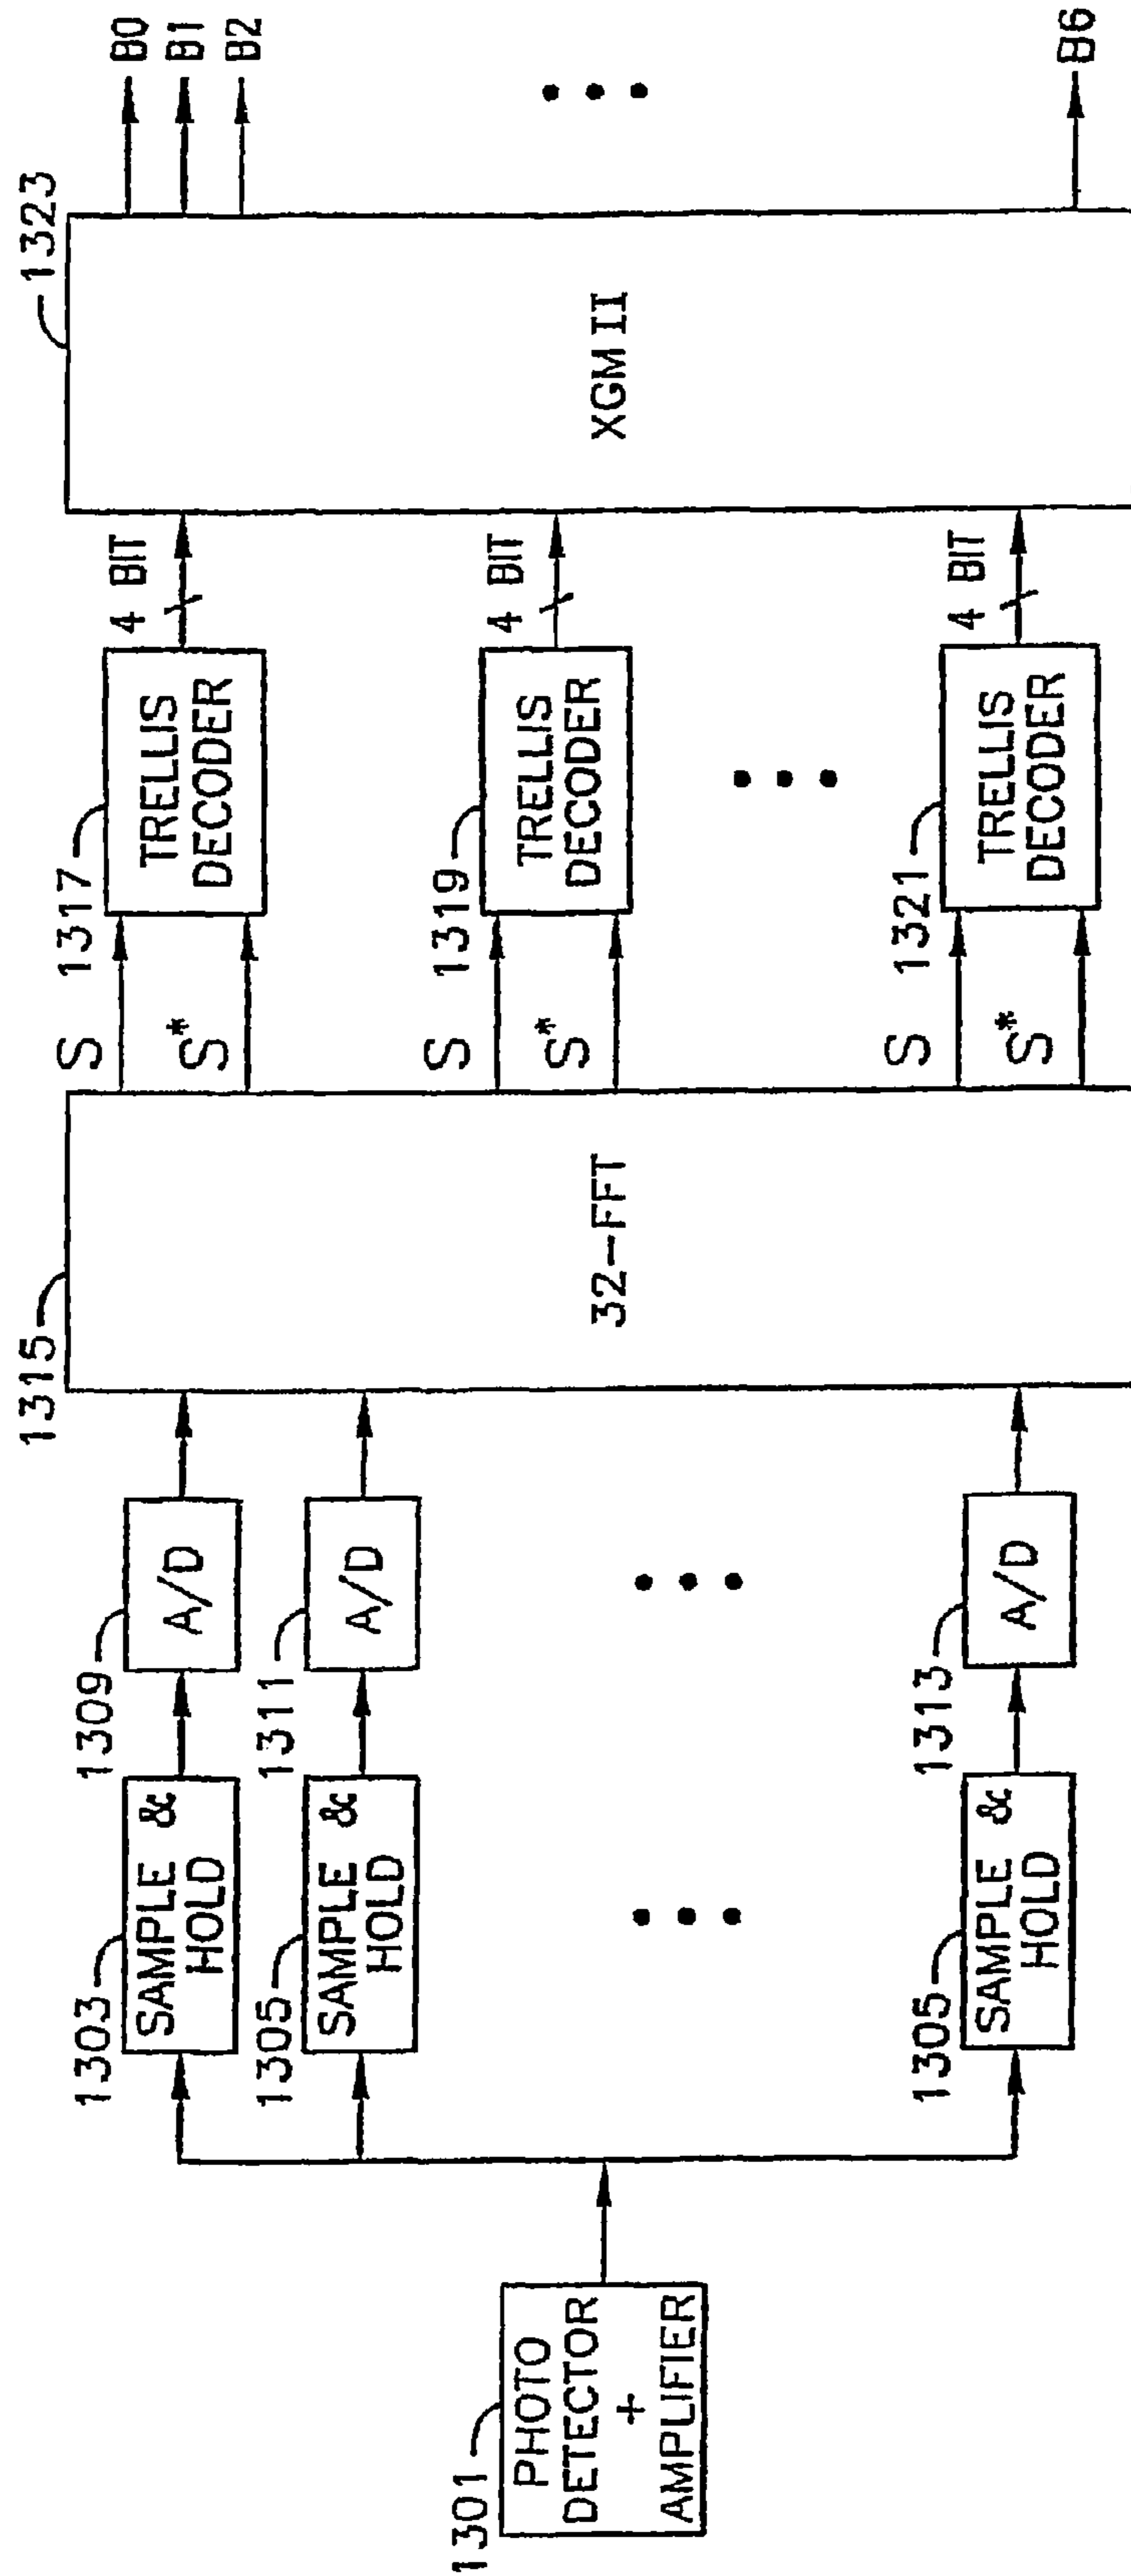 1301
PHOTO
DETECTOR
+
AMPLIFIER
1303
SAMPLE &
HOLD
1305
SAMPLE &
HOLD
1305
SAMPLE &
HOLD
1309
A/D
1311
A/D
1313
A/D
1315
32-FFT
S
S*
S
S*
S
S*
1317
TRELLIS
DECODER
1319
TRELLIS
DECODER
1321
TRELLIS
DECODER
4 BIT
4 BIT
4 BIT
1323
XGM II
B0
B1
B2
B6